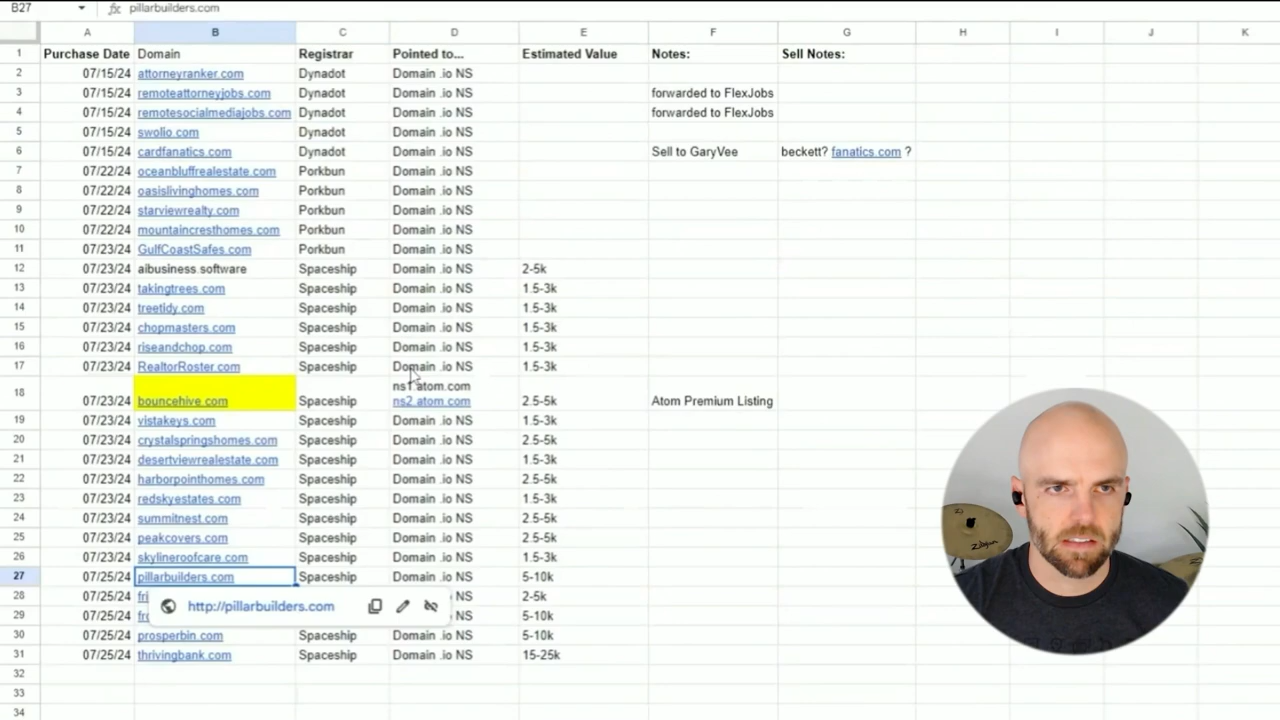 B27 fx pillarbuilders.com
A B C D E F G H I J K
1 Purchase Date Domain Registrar Pointed to... Estimated Value Notes: Sell Notes:
2 07/15/24 attorneyranker.com Dynadot Domain .io NS
3 07/15/24 remoteattorneyjobs.com Dynadot Domain .io NS forwarded to FlexJobs
4 07/15/24 remotesocialmediajobs.com Dynadot Domain .io NS forwarded to FlexJobs
5 07/15/24 swolio.com Dynadot Domain .io NS
6 07/15/24 cardfanatics.com Dynadot Domain .io NS Sell to GaryVee beckett? fanatics.com ?
7 07/22/24 oceanbluffrealestate.com Porkbun Domain .io NS
8 07/22/24 oasislivinghomes.com Porkbun Domain .io NS
9 07/22/24 starviewrealty.com Porkbun Domain .io NS
10 07/22/24 mountaincresthomes.com Porkbun Domain .io NS
11 07/23/24 GulfCoastSafes.com Porkbun Domain .io NS
12 07/23/24 aibusiness.software Spaceship Domain .io NS 2-5k
13 07/23/24 takingtrees.com Spaceship Domain .io NS 1.5-3k
14 07/23/24 treetidy.com Spaceship Domain .io NS 1.5-3k
15 07/23/24 chopmasters.com Spaceship Domain .io NS 1.5-3k
16 07/23/24 riseandchop.com Spaceship Domain .io NS 1.5-3k
17 07/23/24 RealtorRoster.com Spaceship Domain .io NS 1.5-3k
ns1.atom.com
18 07/23/24 bouncehive.com Spaceship ns2.atom.com 2.5-5k Atom Premium Listing
19 07/23/24 vistakeys.com Spaceship Domain .io NS 1.5-3k
20 07/23/24 crystalspringshomes.com Spaceship Domain .io NS 2.5-5k
21 07/23/24 desertviewrealestate.com Spaceship Domain .io NS 1.5-3k
22 07/23/24 harborpointhomes.com Spaceship Domain .io NS 2.5-5k
23 07/23/24 redskyestates.com Spaceship Domain .io NS 1.5-3k
24 07/23/24 summitnest.com Spaceship Domain .io NS 2.5-5k
25 07/23/24 peakcovers.com Spaceship Domain .io NS 2.5-5k
26 07/23/24 skylineroofcare.com Spaceship Domain .io NS 1.5-3k
27 07/25/24 pillarbuilders.com Spaceship Domain .io NS 5-10k
28 07/25/24 NS 2-5k
http://pillarbuilders.com
29 07/25/24 NS 5-10k
30 07/25/24 prosperbin.com Spaceship Domain .io NS 5-10k
31 07/25/24 thrivingbank.com Spaceship Domain .io NS 15-25k
32
33
34
Zildjian